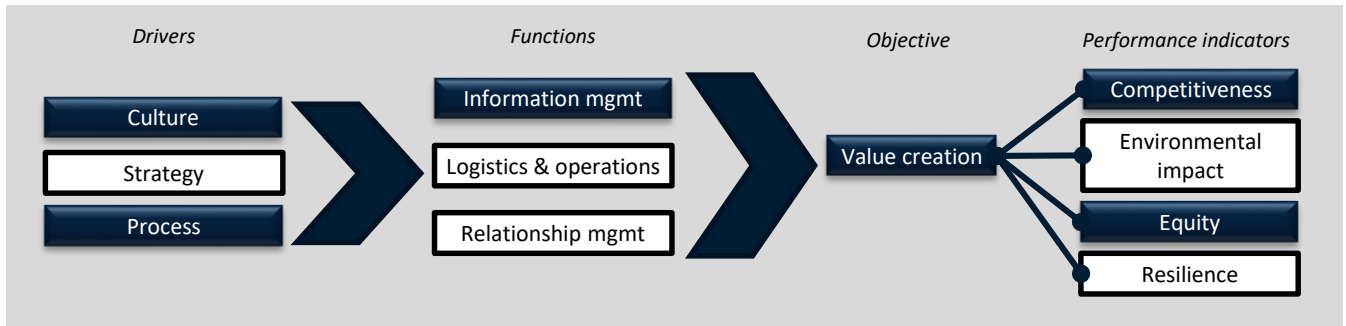 Drivers
Functions
Objective
Performance indicators
Culture
Strategy
Process
Information mgmt
Logistics & operations
Relationship mgmt
Value creation
Competitiveness
Environmental
impact
Equity
Resilience